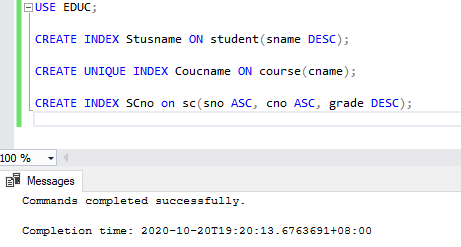 USE EDUC;
CREATE INDEX Stusname ON student(sname DESC);
CREATE UNIQUE INDEX Coucname ON course(cname);
CREATE INDEX SCno on sc(sno ASC, cno ASC, grade DESC);
100 %
Messages
Commands completed successfully.
Completion time: 2020-10-20T19:20:13.6763691+08:00